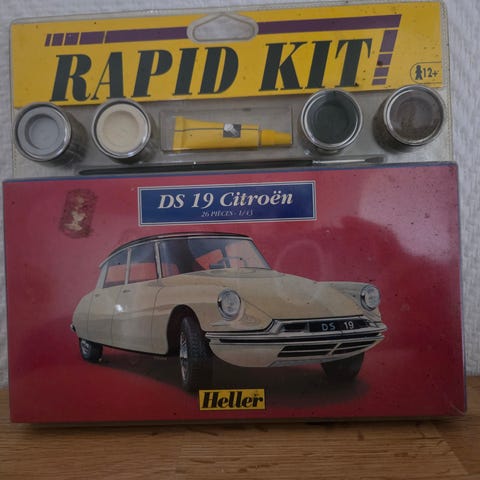 RAPID KIT!
12+
DS 19 Citroën
26 PIÈCES - 1/43
DS 19
Heller